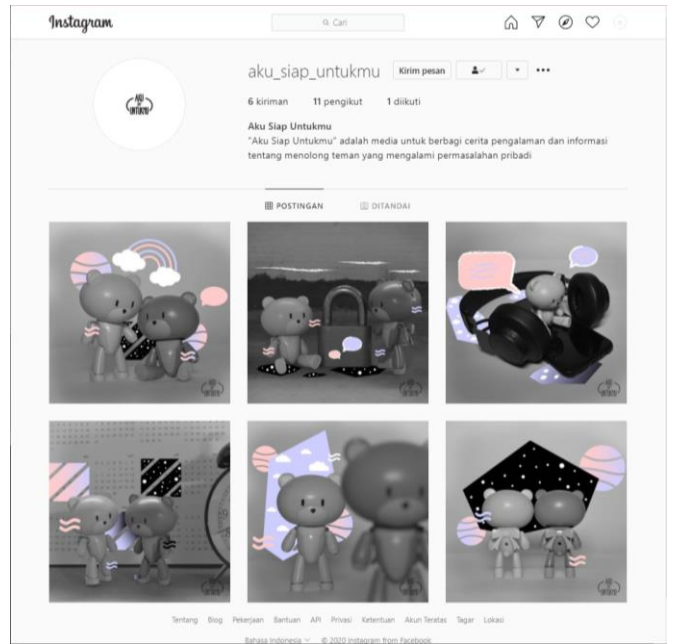 Instagram
Cari
aku_siap_untukmu Kirim pesan
6 kiriman 11 pengikut 1 diikuti
Aku Siap Untukmu
"Aku Siap Untukmu" adalah media untuk berbagi cerita pengalaman dan informasi
tentang menolong teman yang mengalami permasalahan pribadi
POSTINGAN DITANDAI
Tentang Blog Pekerjaan Bantuan API Privasi Ketentuan Akun Teratas Tagar Lokasi
Bahasa Indonesia © 2020 Instagram from Facebook